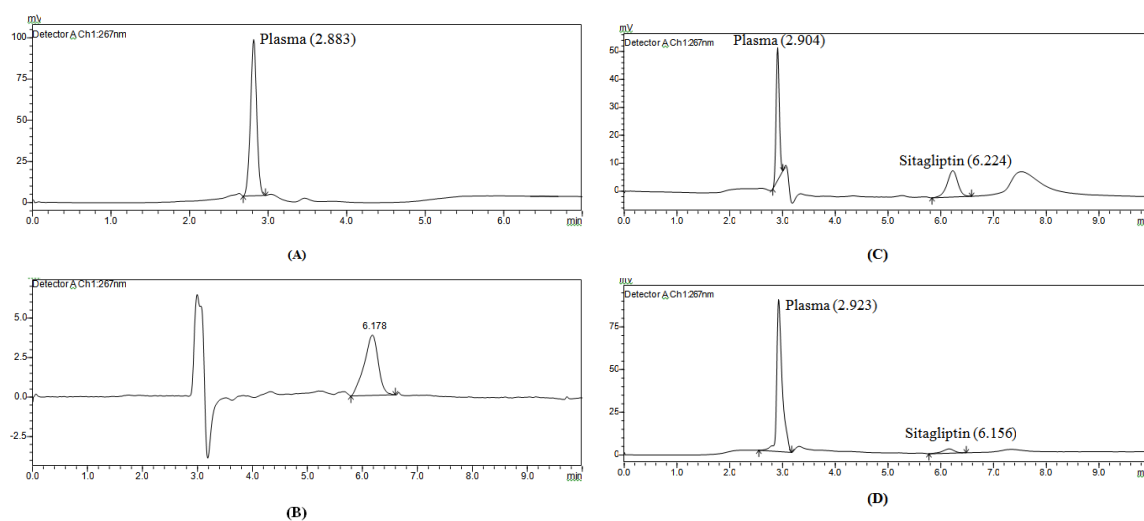 mV
Detector A Ch1:267nm
Plasma (2.883)
100
75
50
25
0
0.0 1.0 2.0 3.0 4.0 5.0 6.0 min
(A)
Detector A Ch1:267nm
6.178
5.0
2.5
0.0
-2.5
0.0 1.0 2.0 3.0 4.0 5.0 6.0 7.0 8.0 9.0 min
(B)
mV
Detector A Ch1:267nm
Plasma (2.904)
50
40
30
20
10
0
Sitagliptin (6.224)
0.0 1.0 2.0 3.0 4.0 5.0 6.0 7.0 8.0 9.0
(C)
mV
Detector A Ch1:267nm
Plasma (2.923)
75
50
25
0
Sitagliptin (6.156)
0.0 1.0 2.0 3.0 4.0 5.0 6.0 7.0 8.0 9.0
(D)